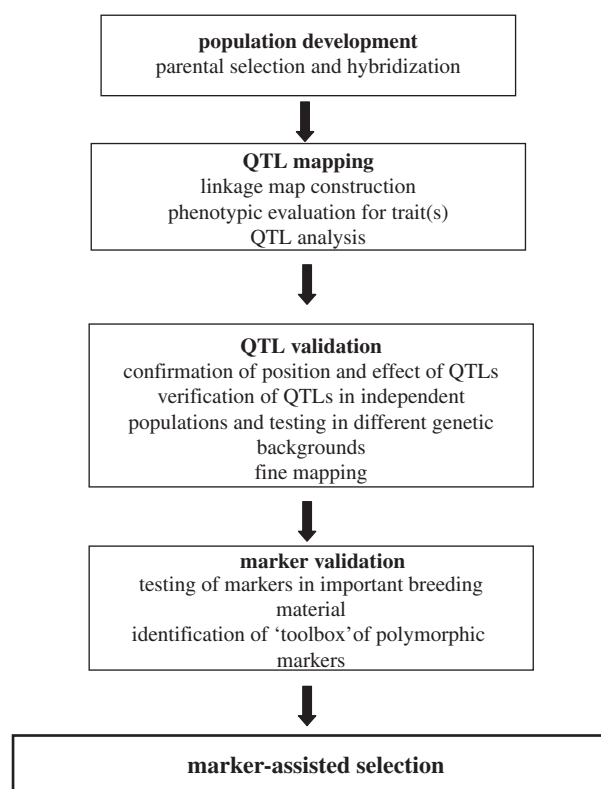 population development
parental selection and hybridization
QTL mapping
linkage map construction
phenotypic evaluation for trait(s)
QTL analysis
QTL validation
confirmation of position and effect of QTLs
verification of QTLs in independent
populations and testing in different genetic
backgrounds
fine mapping
marker validation
testing of markers in important breeding
material
identification of ‘toolbox’of polymorphic
markers
marker-assisted selection